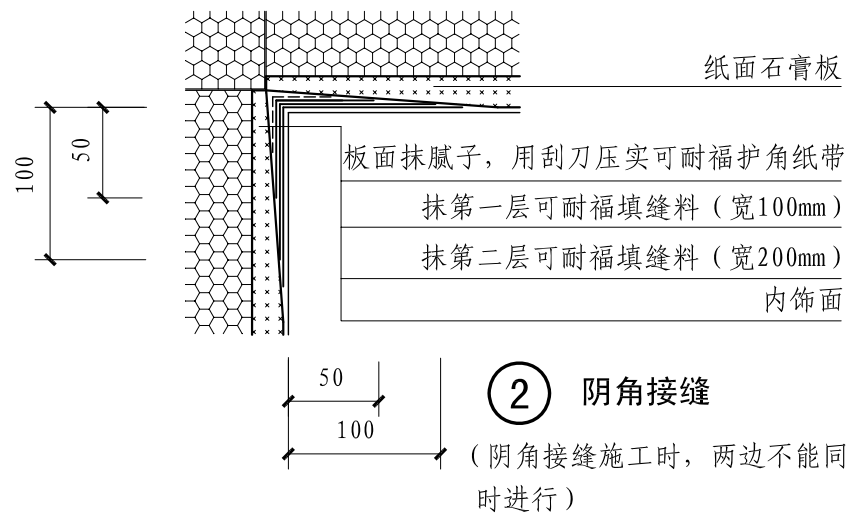 纸面石膏板
板面抹腻子，用刮刀压实可耐福护角纸带
抹第一层可耐福填缝料（宽100mm）
抹第二层可耐福填缝料（宽200mm）
内饰面
100
50
50
100
2 阴角接缝
（阴角接缝施工时，两边不能同
时进行）